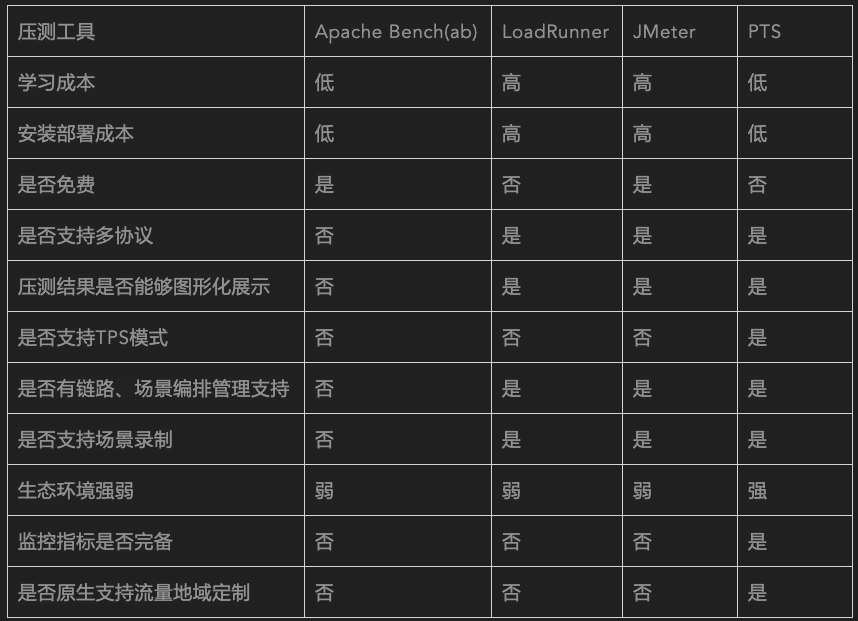 压测工具 Apache Bench(ab) LoadRunner JMeter PTS
学习成本 低 高 高 低
安装部署成本 低 高 高 低
是否免费 是 否 是 否
是否支持多协议 否 是 是 是
压测结果是否能够图形化展示 否 是 是 是
是否支持TPS模式 否 否 否 是
是否有链路、场景编排管理支持 否 是 是 是
是否支持场景录制 否 是 是 是
生态环境强弱 弱 弱 弱 强
监控指标是否完备 否 否 否 是
是否原生支持流量地域定制 否 否 否 是